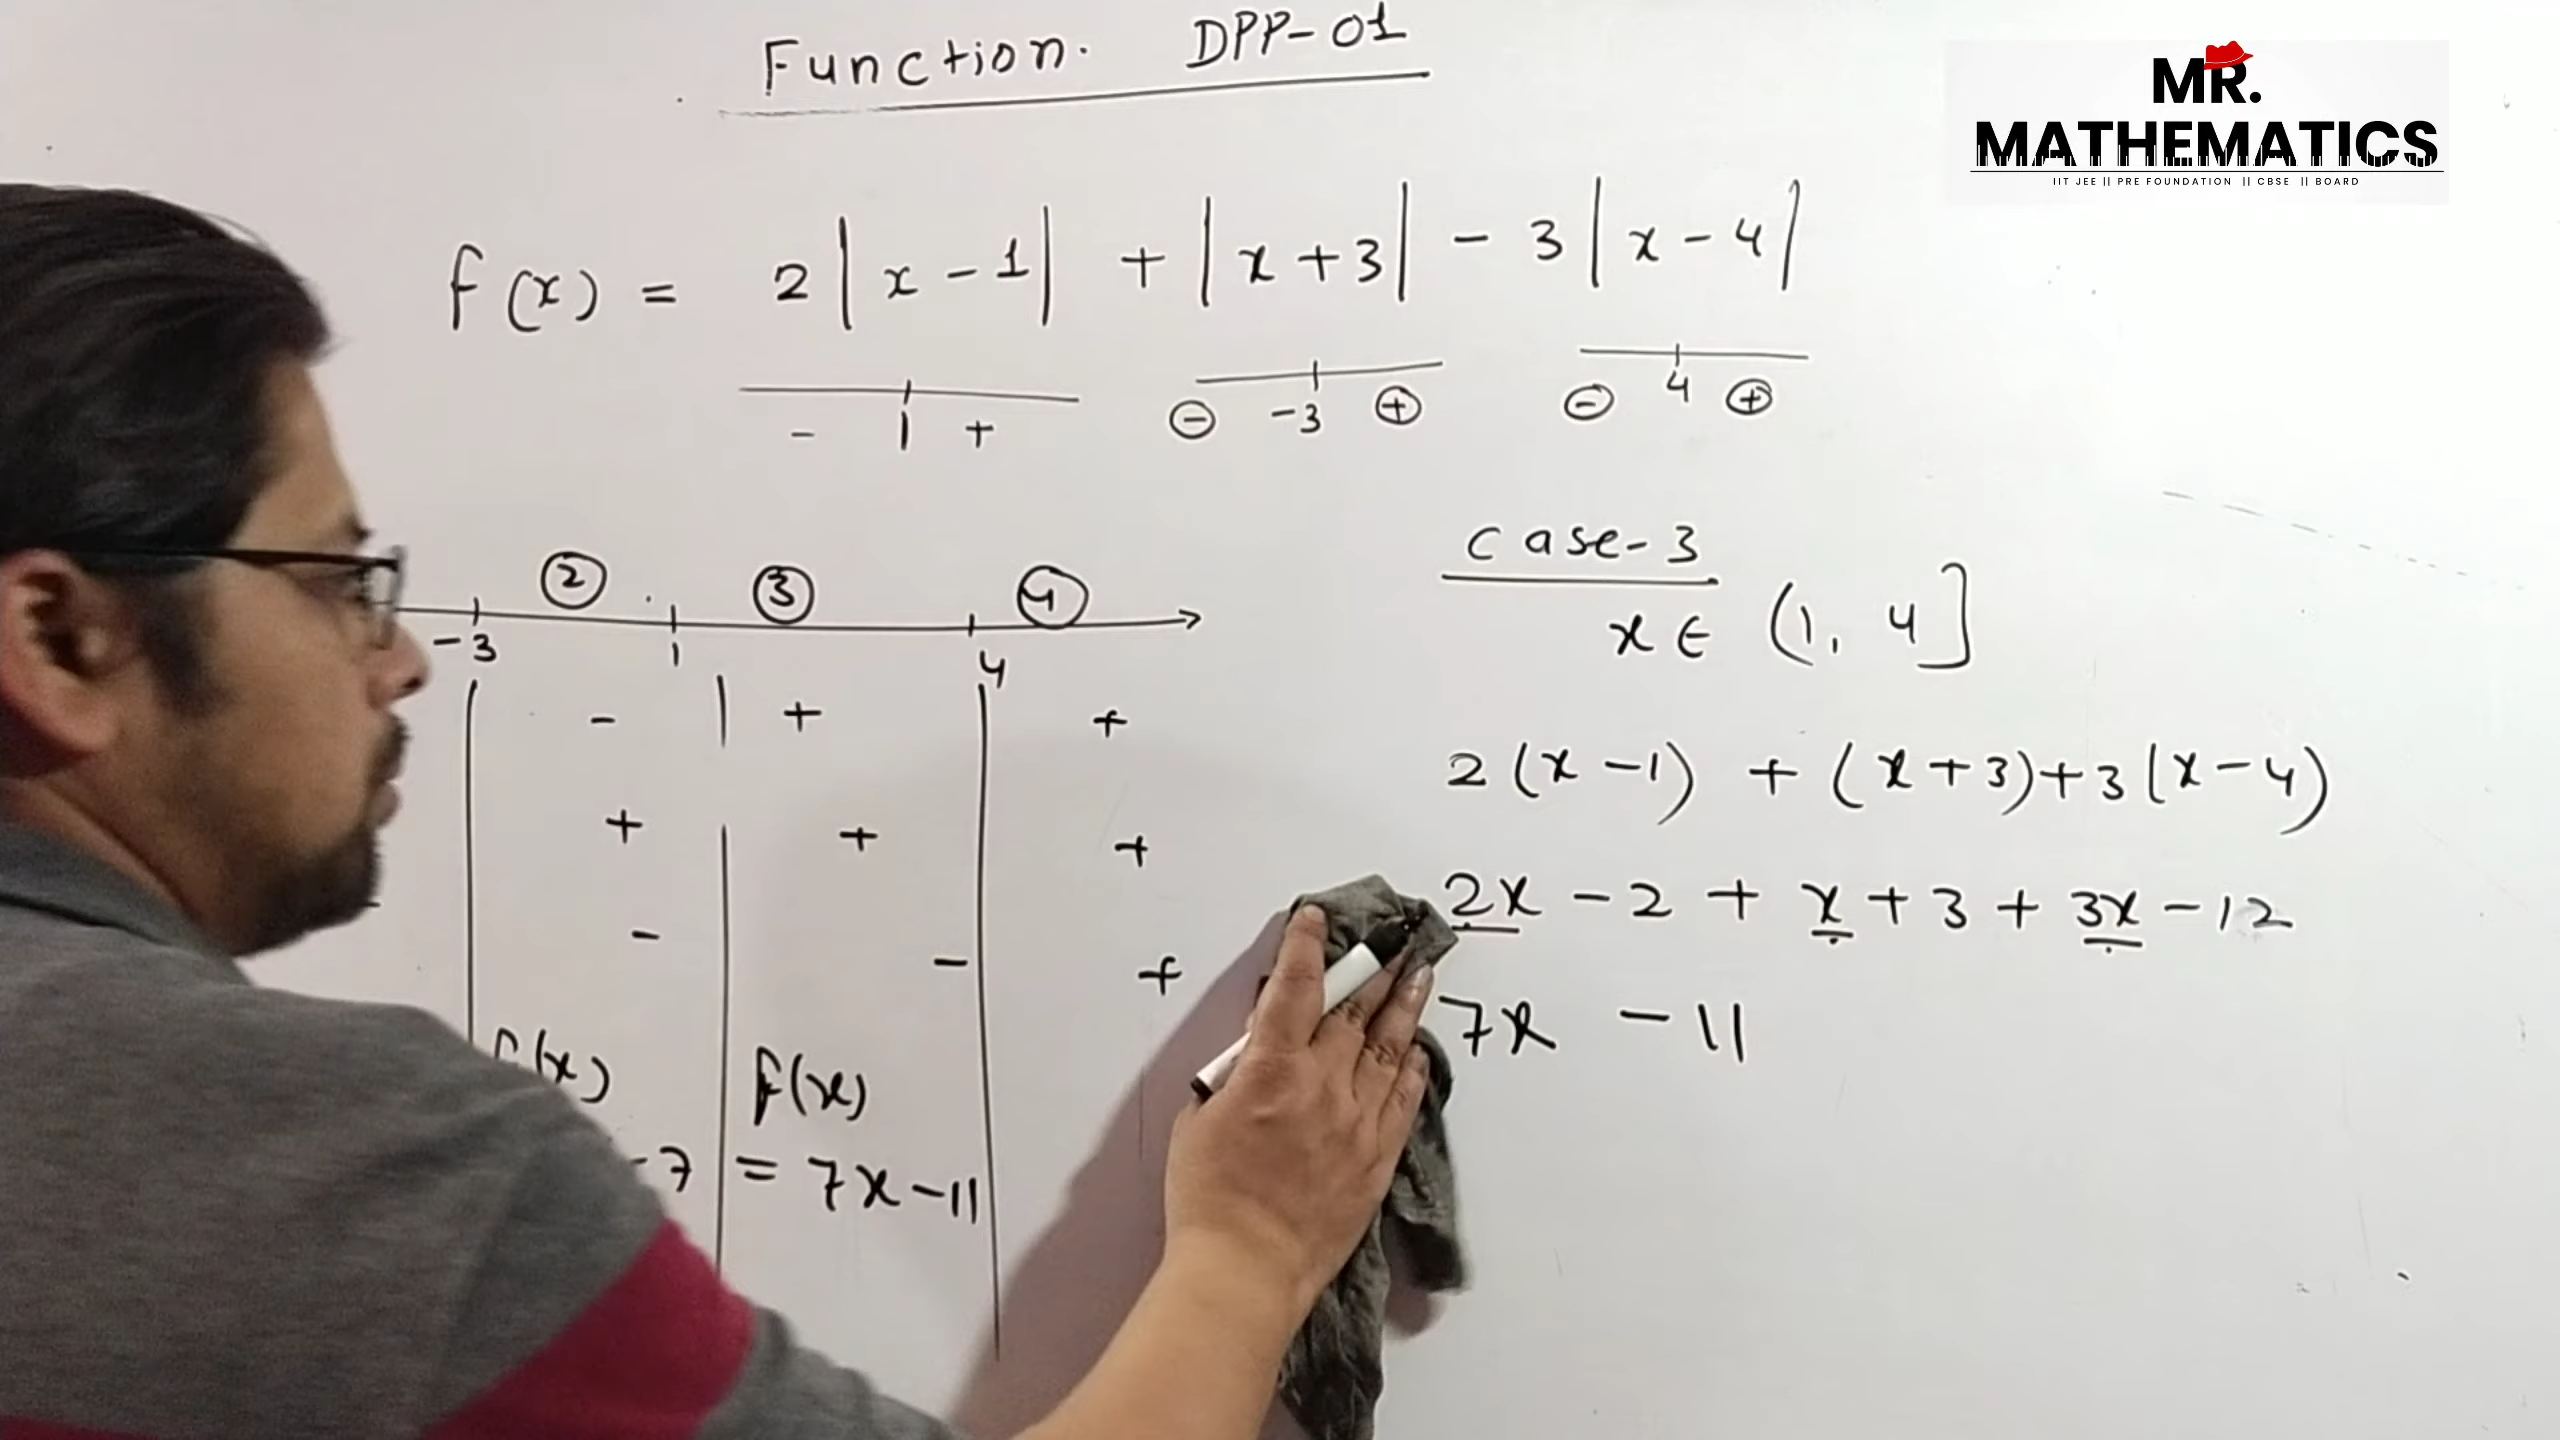 Function. DPP-01
MR.
MATHEMATICS
IIT JEE || PRE FOUNDATION || CBSE || BOARD
f(x) = 2|x-1| + |x+3| - 3|x-4|
- 1 +
⊖ -3 ⊕
⊖ 4 ⊕
② ③ ④
-3 1 4
- + +
+ + +
- - +
f(x) f(x)
-7 = 7x-11
case-3
x ∈ (1, 4]
2(x-1) + (x+3)+3(x-4)
2x - 2 + x + 3 + 3x - 12
7x - 11